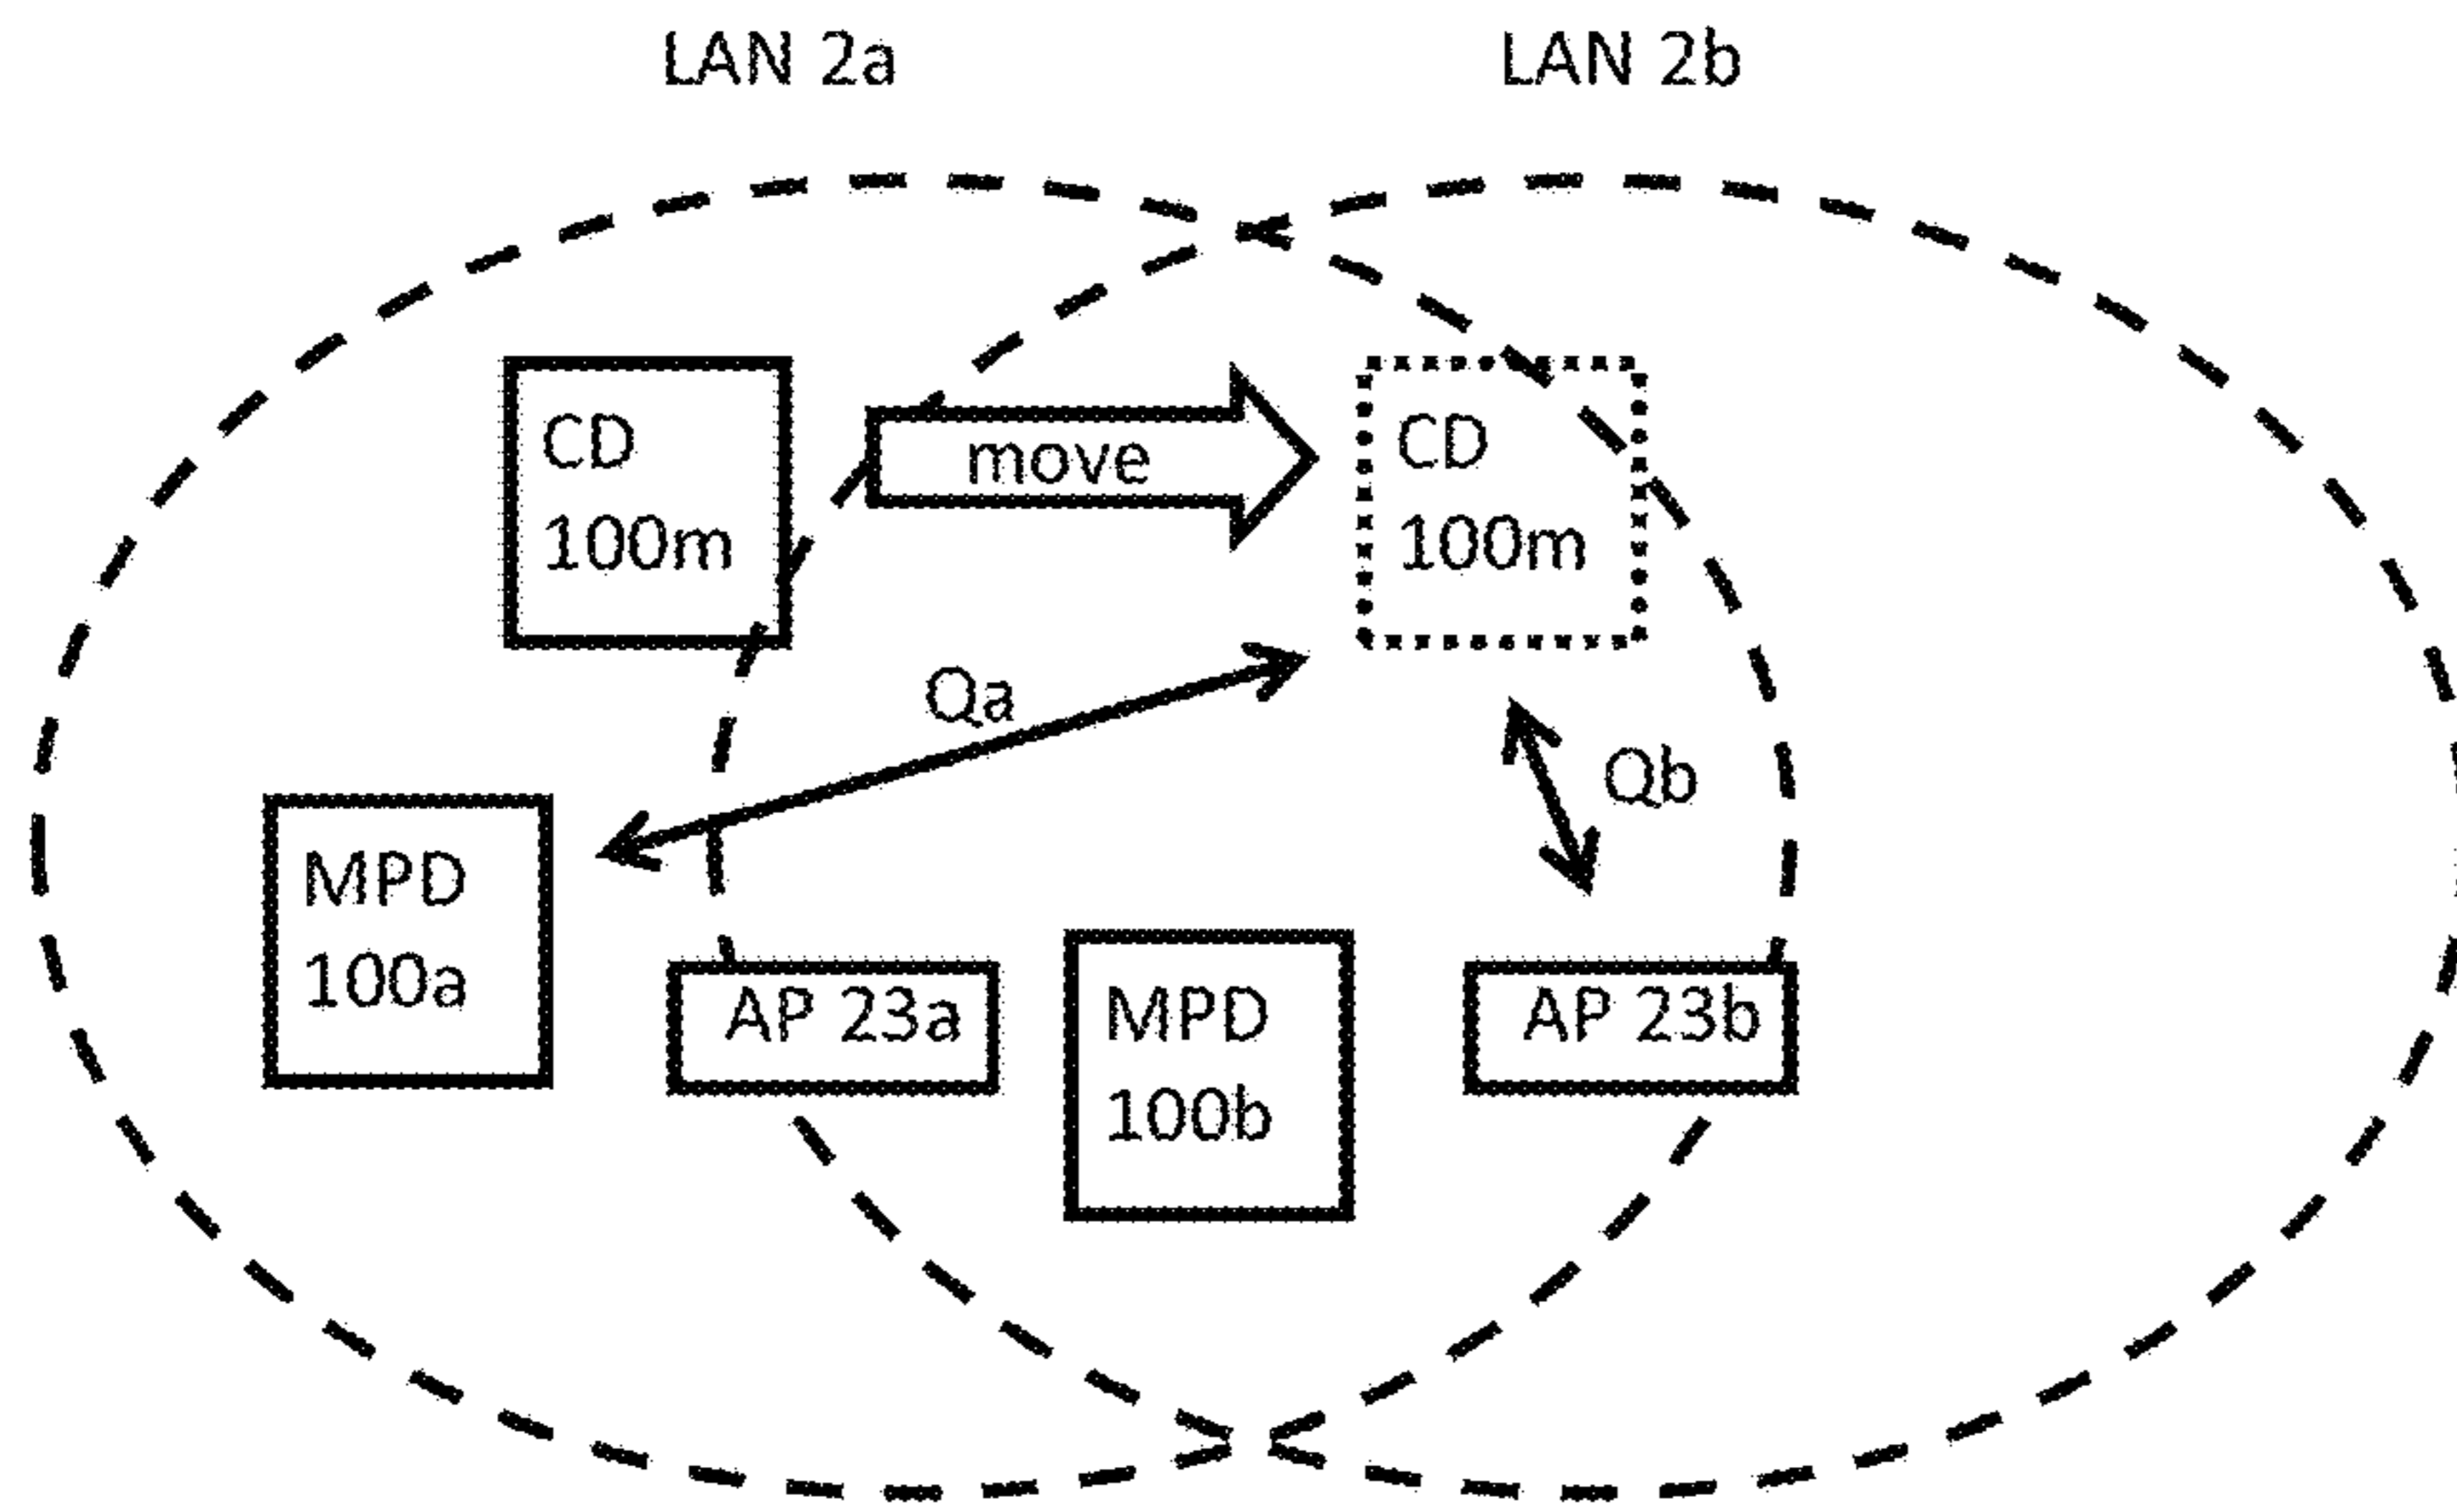 LAN 2a
LAN 2b
CD
100m
move
CD
100m
Qa
Qb
MPD
100a
AP 23a
MPD
100b
AP 23b